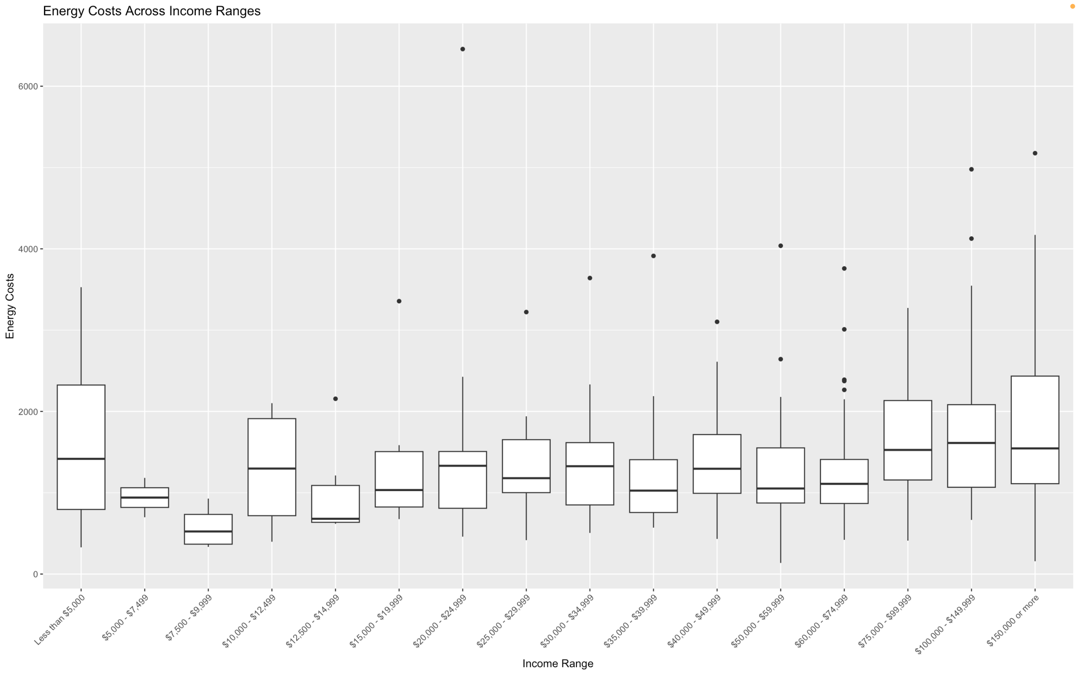 Energy Costs Across Income Ranges
Energy Costs
6000
4000
2000
0
Less than $5,000
$5,000 - $7,499
$7,500 - $9,999
$10,000 - $12,499
$12,500 - $14,999
$15,000 - $19,999
$20,000 - $24,999
$25,000 - $29,999
$30,000 - $34,999
$35,000 - $39,999
$40,000 - $49,999
$50,000 - $59,999
$60,000 - $74,999
$75,000 - $99,999
$100,000 - $149,999
$150,000 or more
Income Range